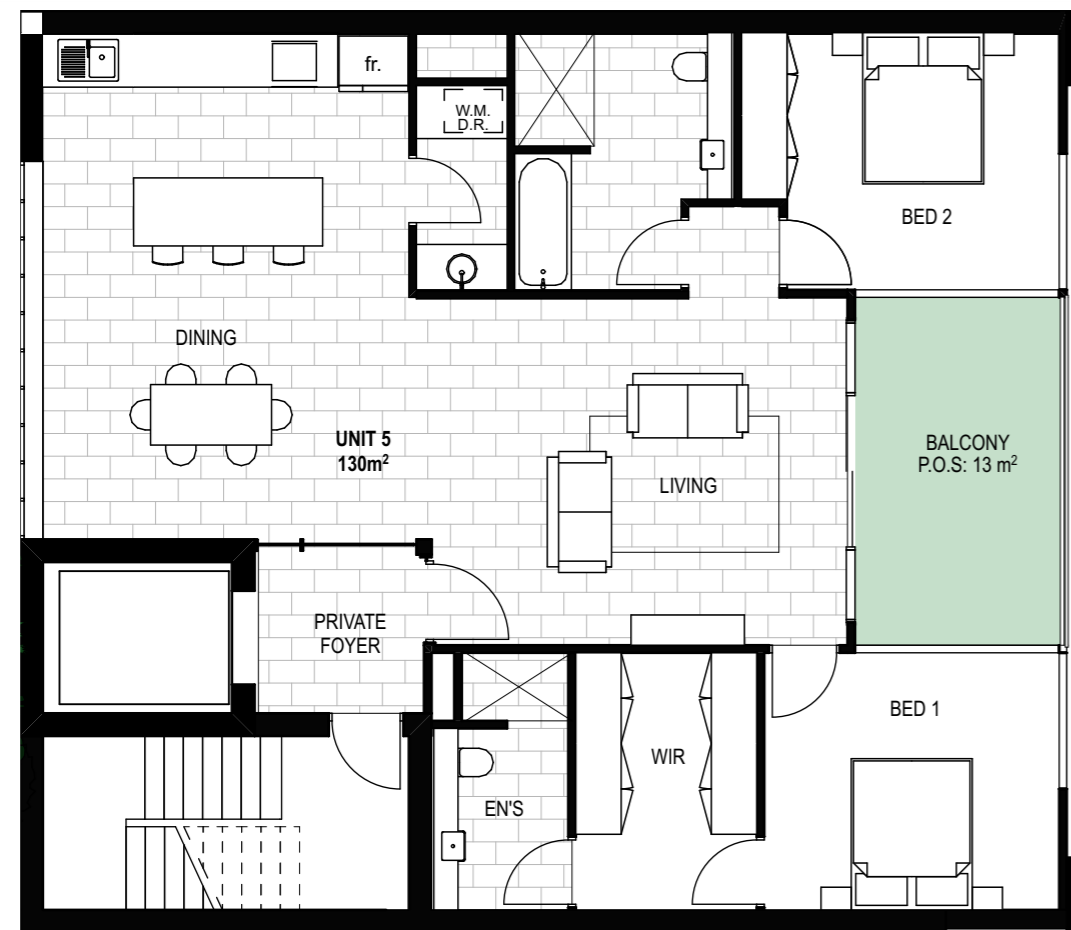 fr.
W.M.
D.R.
BED 2
DINING
UNIT 5
130m²
BALCONY
P.O.S: 13 m²
LIVING
PRIVATE
FOYER
BED 1
WIR
EN'S